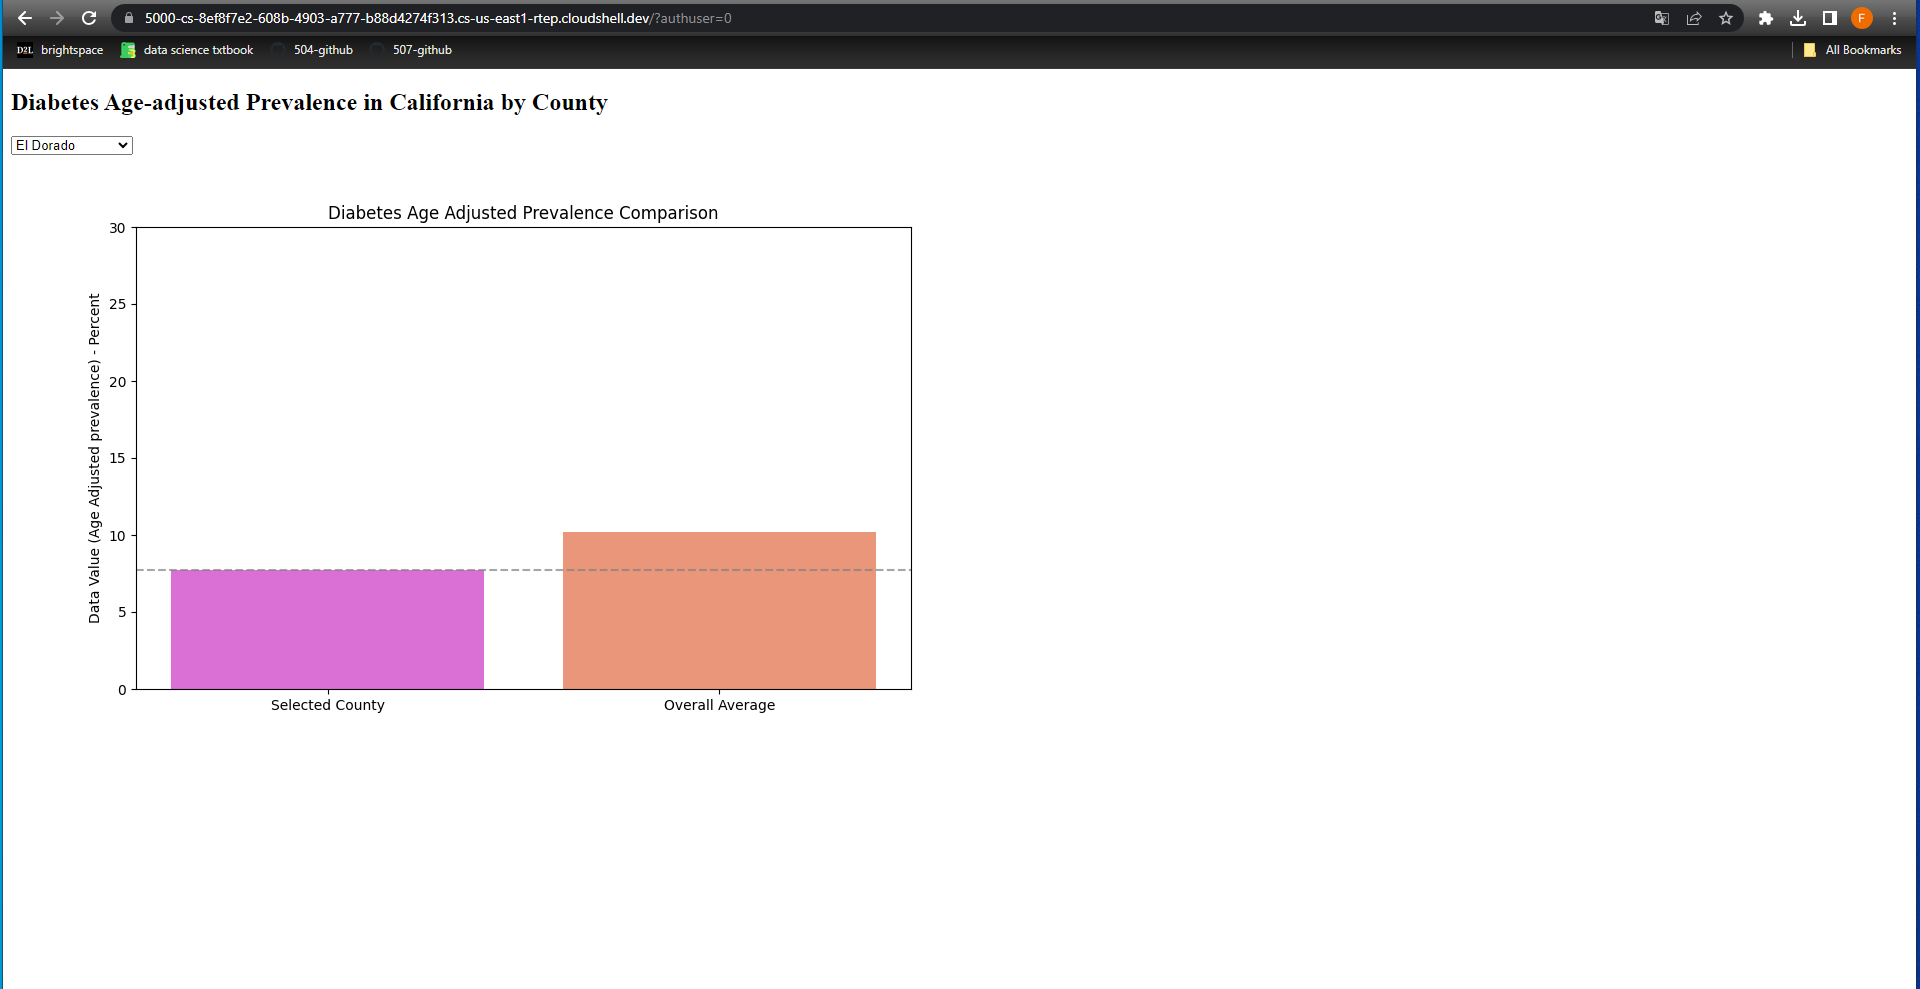 5000-cs-8ef8f7e2-608b-4903-a777-b88d4274f313.cs-us-east1-rtep.cloudshell.dev/?authuser=0
F
D2L brightspace data science txtbook 504-github 507-github All Bookmarks
Diabetes Age-adjusted Prevalence in California by County
El Dorado
Diabetes Age Adjusted Prevalence Comparison
30
25
20
15
10
5
0
Data Value (Age Adjusted prevalence) - Percent
Selected County Overall Average